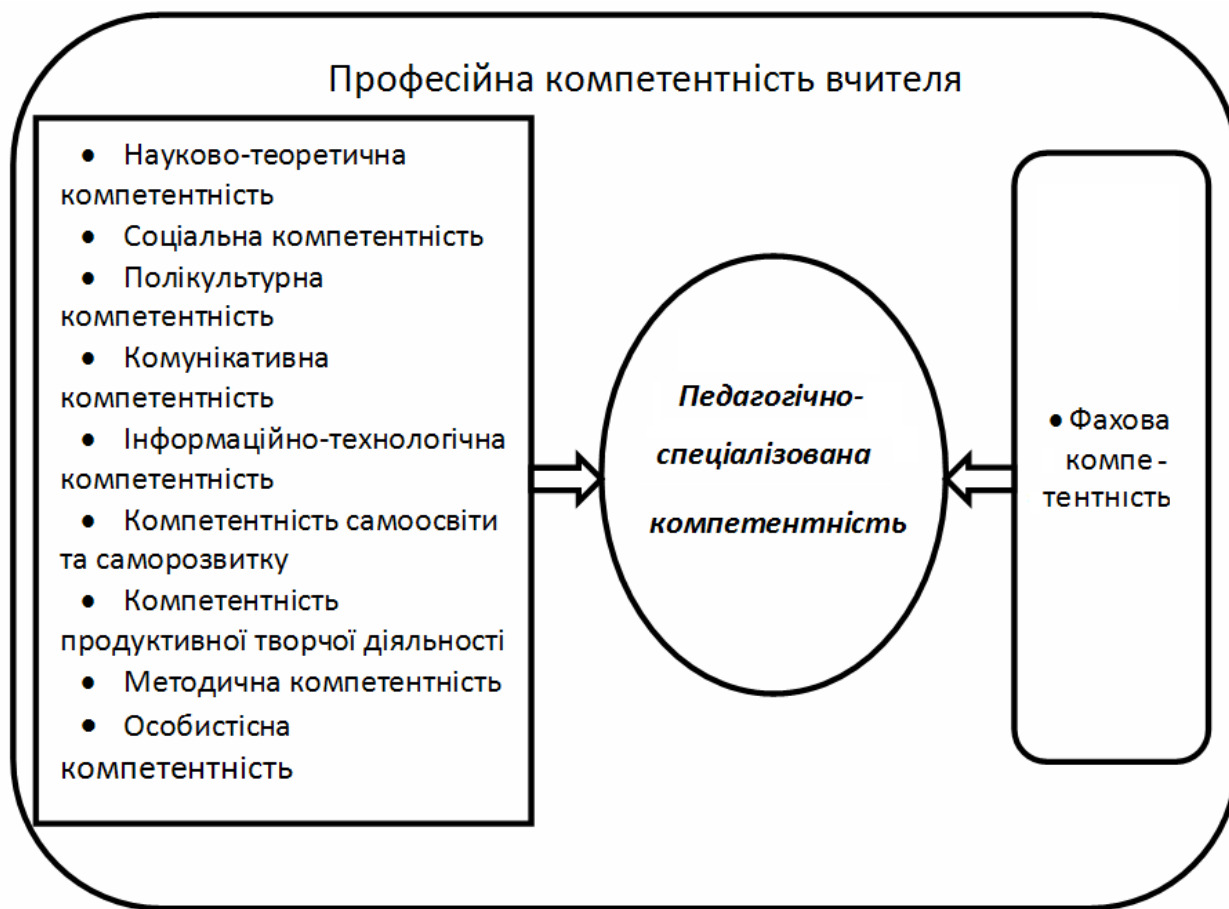 Професійна компетентність вчителя
• Науково-теоретична
компетентність
• Соціальна компетентність
• Полікультурна
компетентність
• Комунікативна
компетентність
• Інформаційно-технологічна
компетентність
• Компетентність самоосвіти
та саморозвитку
• Компетентність
продуктивної творчої діяльності
• Методична компетентність
• Особистісна
компетентність
Педагогічно-
спеціалізована
компетентність
• Фахова
компе-
тентність